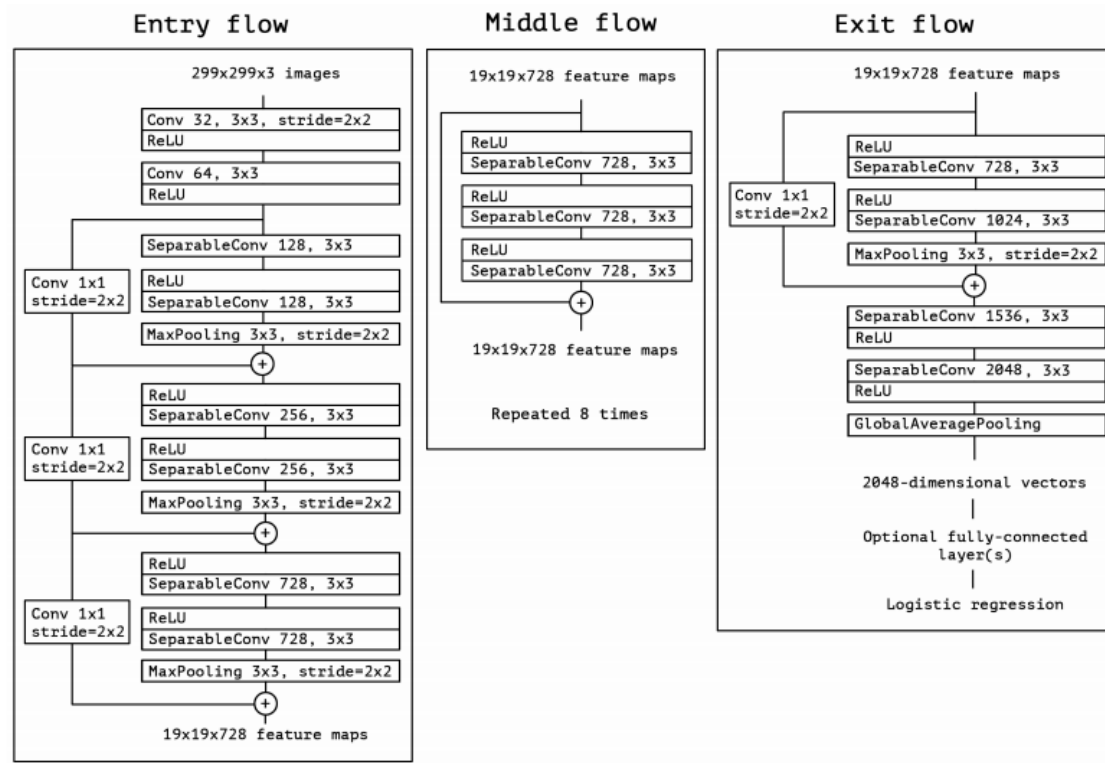 Entry flow
299x299x3 images
Conv 32, 3x3, stride=2x2
ReLU
Conv 64, 3x3
ReLU
SeparableConv 128, 3x3
Conv 1x1
stride=2x2
ReLU
SeparableConv 128, 3x3
MaxPooling 3x3, stride=2x2
+
ReLU
SeparableConv 256, 3x3
Conv 1x1
stride=2x2
ReLU
SeparableConv 256, 3x3
MaxPooling 3x3, stride=2x2
+
ReLU
SeparableConv 728, 3x3
Conv 1x1
stride=2x2
ReLU
SeparableConv 728, 3x3
MaxPooling 3x3, stride=2x2
+
19x19x728 feature maps
Middle flow
19x19x728 feature maps
ReLU
SeparableConv 728, 3x3
ReLU
SeparableConv 728, 3x3
ReLU
SeparableConv 728, 3x3
+
19x19x728 feature maps
Repeated 8 times
Exit flow
19x19x728 feature maps
ReLU
SeparableConv 728, 3x3
Conv 1x1
stride=2x2
ReLU
SeparableConv 1024, 3x3
MaxPooling 3x3, stride=2x2
+
SeparableConv 1536, 3x3
ReLU
SeparableConv 2048, 3x3
ReLU
GlobalAveragePooling
2048-dimensional vectors
Optional fully-connected
layer(s)
Logistic regression